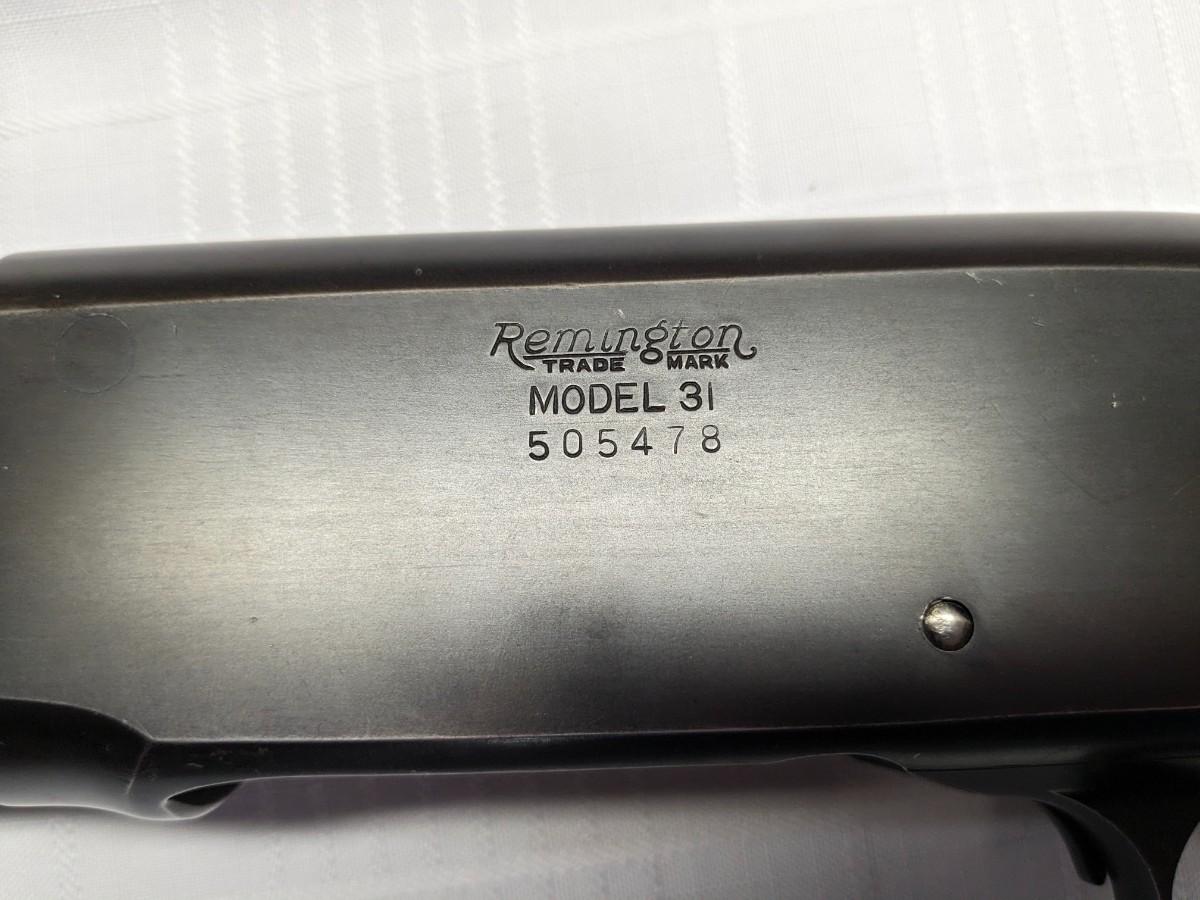 Remington
TRADE MARK
MODEL 31
505478